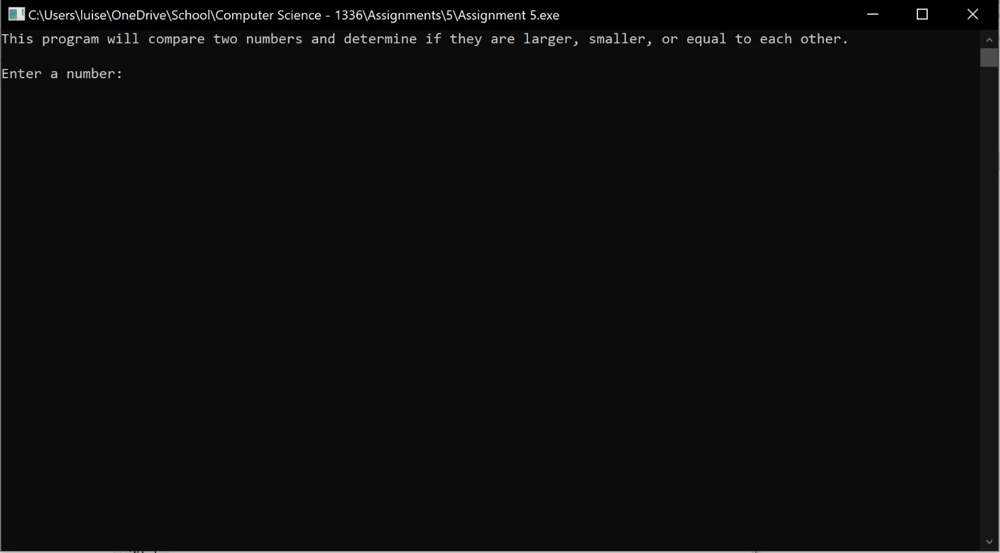 C:\Users\luise\OneDrive\School\Computer Science - 1336\Assignments\5\Assignment 5.exe
This program will compare two numbers and determine if they are larger, smaller, or equal to each other.
Enter a number: